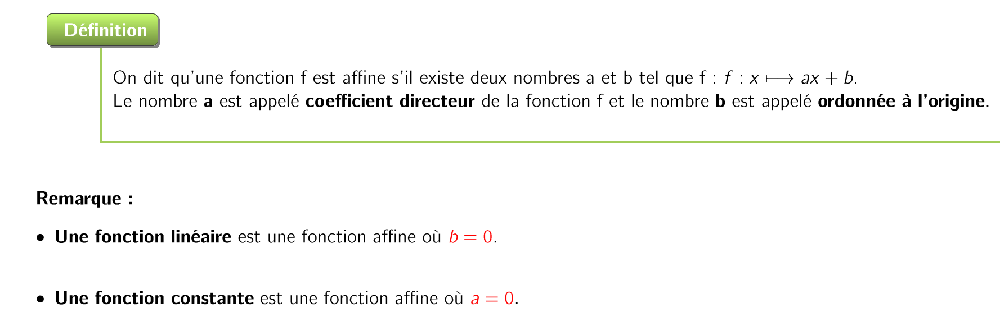 Définition
On dit qu'une fonction f est affine s'il existe deux nombres a et b tel que f : f : x ⟼ ax + b.
Le nombre a est appelé coefficient directeur de la fonction f et le nombre b est appelé ordonnée à l'origine.
Remarque :
• Une fonction linéaire est une fonction affine où b = 0.
• Une fonction constante est une fonction affine où a = 0.